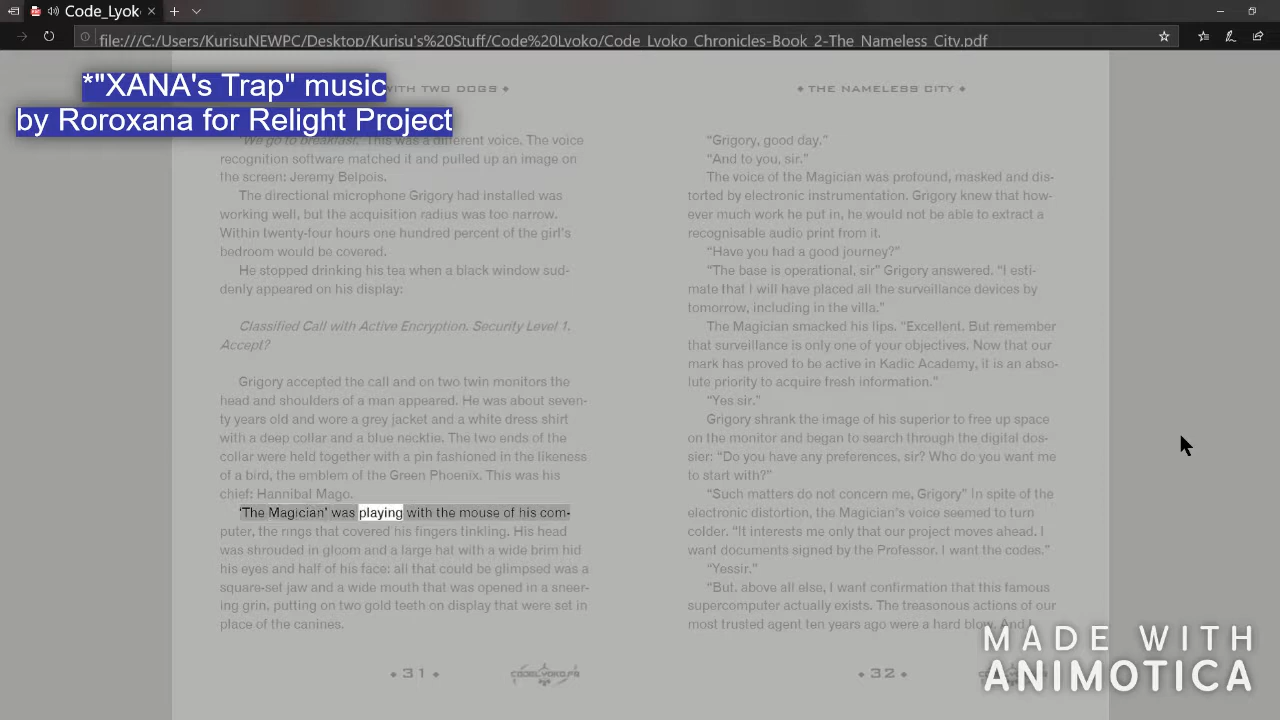 Code_Lyok
file:///C:/Users/KurisuNEWPC/Desktop/Kurisu's%20Stuff/Code%20Lyoko/Code_Lyoko_Chronicles-Book_2-The_Nameless_City.pdf
*"XANA's Trap" music
by Roroxana for Relight Project
WITH TWO DOGS ◆
"We go to breakfast." This was a different voice. The voice
recognition software matched it and pulled up an image on
the screen: Jeremy Belpois.
The directional microphone Grigory had installed was
working well, but the acquisition radius was too narrow.
Within twenty-four hours one hundred percent of the girl's
bedroom would be covered.
He stopped drinking his tea when a black window sud-
denly appeared on his display:
Classified Call with Active Encryption. Security Level 1.
Accept?
Grigory accepted the call and on two twin monitors the
head and shoulders of a man appeared. He was about seven-
ty years old and wore a grey jacket and a white dress shirt
with a deep collar and a blue necktie. The two ends of the
collar were held together with a pin fashioned in the likeness
of a bird, the emblem of the Green Phoenix. This was his
chief: Hannibal Mago.
'The Magician' was playing with the mouse of his com-
puter, the rings that covered his fingers tinkling. His head
was shrouded in gloom and a large hat with a wide brim hid
his eyes and half of his face: all that could be glimpsed was a
square-set jaw and a wide mouth that was opened in a sneer-
ing grin, putting on two gold teeth on display that were set in
place of the canines.
◆ 31 ◆
CODELYOKO.FR
◆ THE NAMELESS CITY ◆
"Grigory, good day."
"And to you, sir."
The voice of the Magician was profound, masked and dis-
torted by electronic instrumentation. Grigory knew that how-
ever much work he put in, he would not be able to extract a
recognisable audio print from it.
"Have you had a good journey?"
"The base is operational, sir" Grigory answered. "I esti-
mate that I will have placed all the surveillance devices by
tomorrow, including in the villa."
The Magician smacked his lips. "Excellent. But remember
that surveillance is only one of your objectives. Now that our
mark has proved to be active in Kadic Academy, it is an abso-
lute priority to acquire fresh information."
"Yes sir."
Grigory shrank the image of his superior to free up space
on the monitor and began to search through the digital dos-
sier: "Do you have any preferences, sir? Who do you want me
to start with?"
"Such matters do not concern me, Grigory" In spite of the
electronic distortion, the Magician's voice seemed to turn
colder. "It interests me only that our project moves ahead. I
want documents signed by the Professor. I want the codes."
"Yessir."
"But, above all else, I want confirmation that this famous
supercomputer actually exists. The treasonous actions of our
most trusted agent ten years ago were a hard blow. And I
◆ 32 ◆
MADE WITH
ANIMOTICA